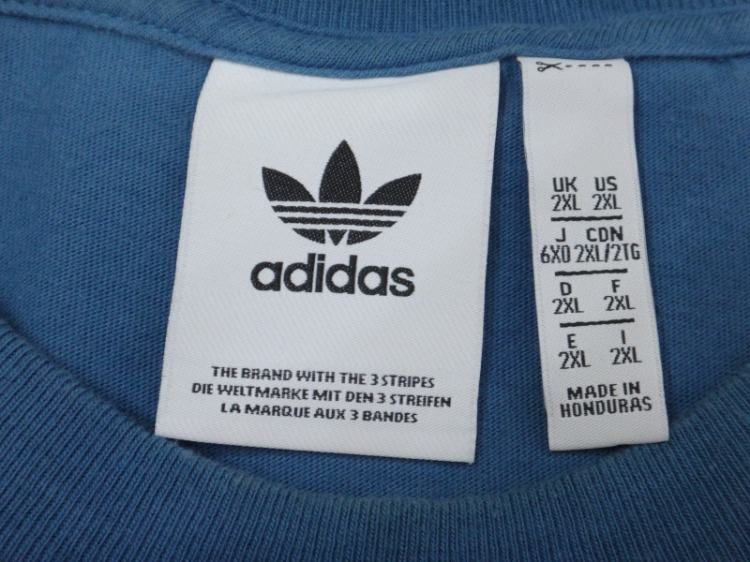 adidas
THE BRAND WITH THE 3 STRIPES
DIE WELTMARKE MIT DEN 3 STREIFEN
LA MARQUE AUX 3 BANDES
UK US
2XL 2XL
J CDN
6XO 2XL/2TG
D F
2XL 2XL
E I
2XL 2XL
MADE IN
HONDURAS